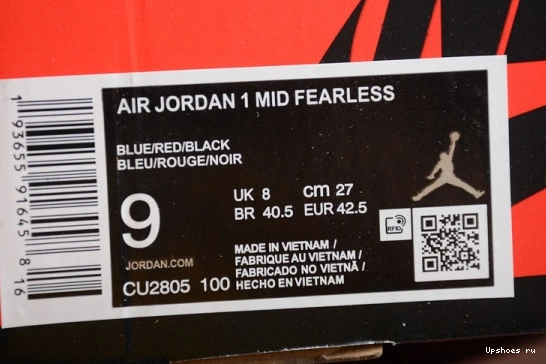 AIR JORDAN 1 MID FEARLESS
BLUE/RED/BLACK
BLEU/ROUGE/NOIR
9
UK 8 cm 27
BR 40.5 EUR 42.5
RFID
JORDAN.COM
MADE IN VIETNAM /
FABRIQUE AU VIETNAM /
FABRICADO NO VIETNÃ /
HECHO EN VIETNAM
CU2805 100
1 93655 91645 8 16
Upshoes ru